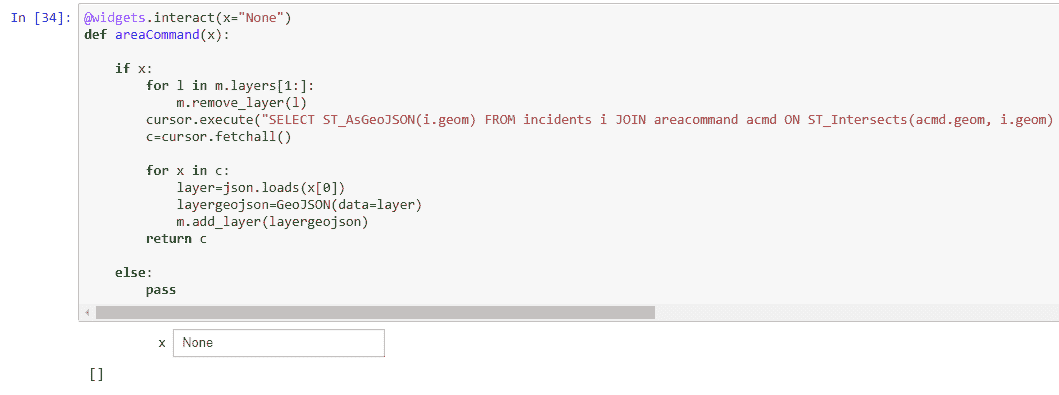 In [34]: @widgets.interact(x="None")
def areaCommand(x):
if x:
for l in m.layers[1:]:
m.remove_layer(l)
cursor.execute("SELECT ST_AsGeoJSON(i.geom) FROM incidents i JOIN areacommand acmd ON ST_Intersects(acmd.geom, i.geom)
c=cursor.fetchall()
for x in c:
layer=json.loads(x[0])
layergeojson=GeoJSON(data=layer)
m.add_layer(layergeojson)
return c
else:
pass
x None
[]